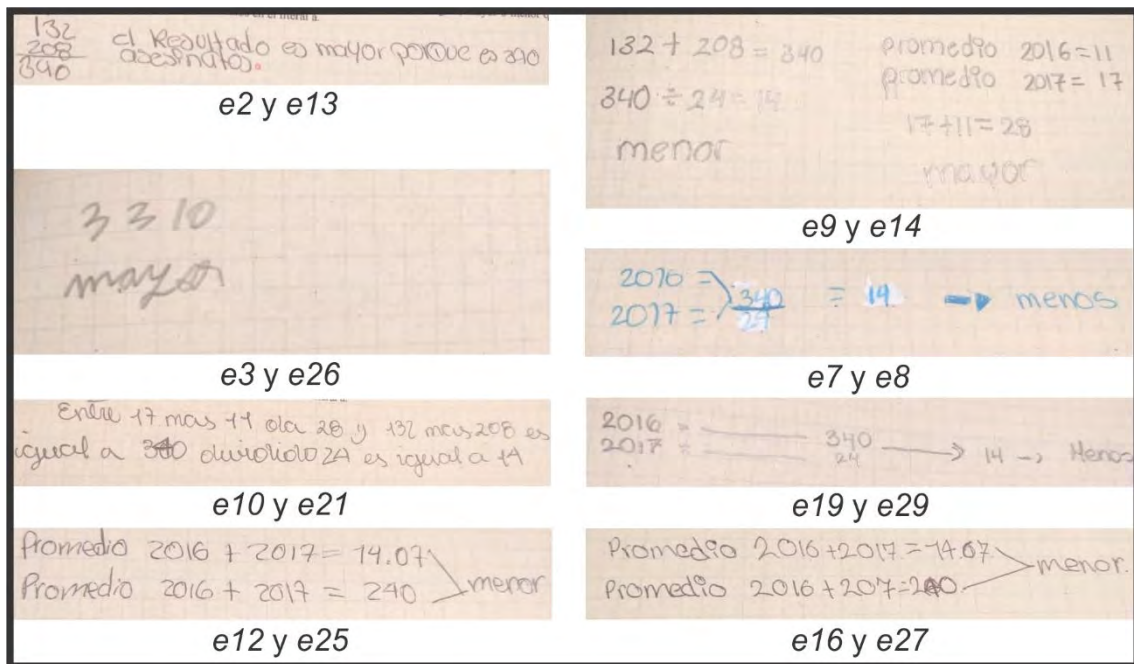 132
208
340
el Resultado es mayor porque es 340
asesinatos.
e2 y e13
132 + 208 = 340
340 ÷ 24 = 14
menor
promedio 2016 = 11
promedio 2017 = 17
17+11 = 28
mayor
e9 y e14
3 3 10
mayor
e3 y e26
2016 =
2017 =
340
24
= 14 → menos
e7 y e8
Entre 17 mas 11 da 28 y 132 mas 208 es
igual a 340 dividido 24 es igual a 14
e10 y e21
2016 =
2017 =
340
24
→ 14 → Menos
e19 y e29
Promedio 2016 + 2017 = 14.07
Promedio 2016 + 2017 = 240
menor
e12 y e25
Promedio 2016 + 2017 = 14.07
Promedio 2016 + 207 = 240
menor.
e16 y e27